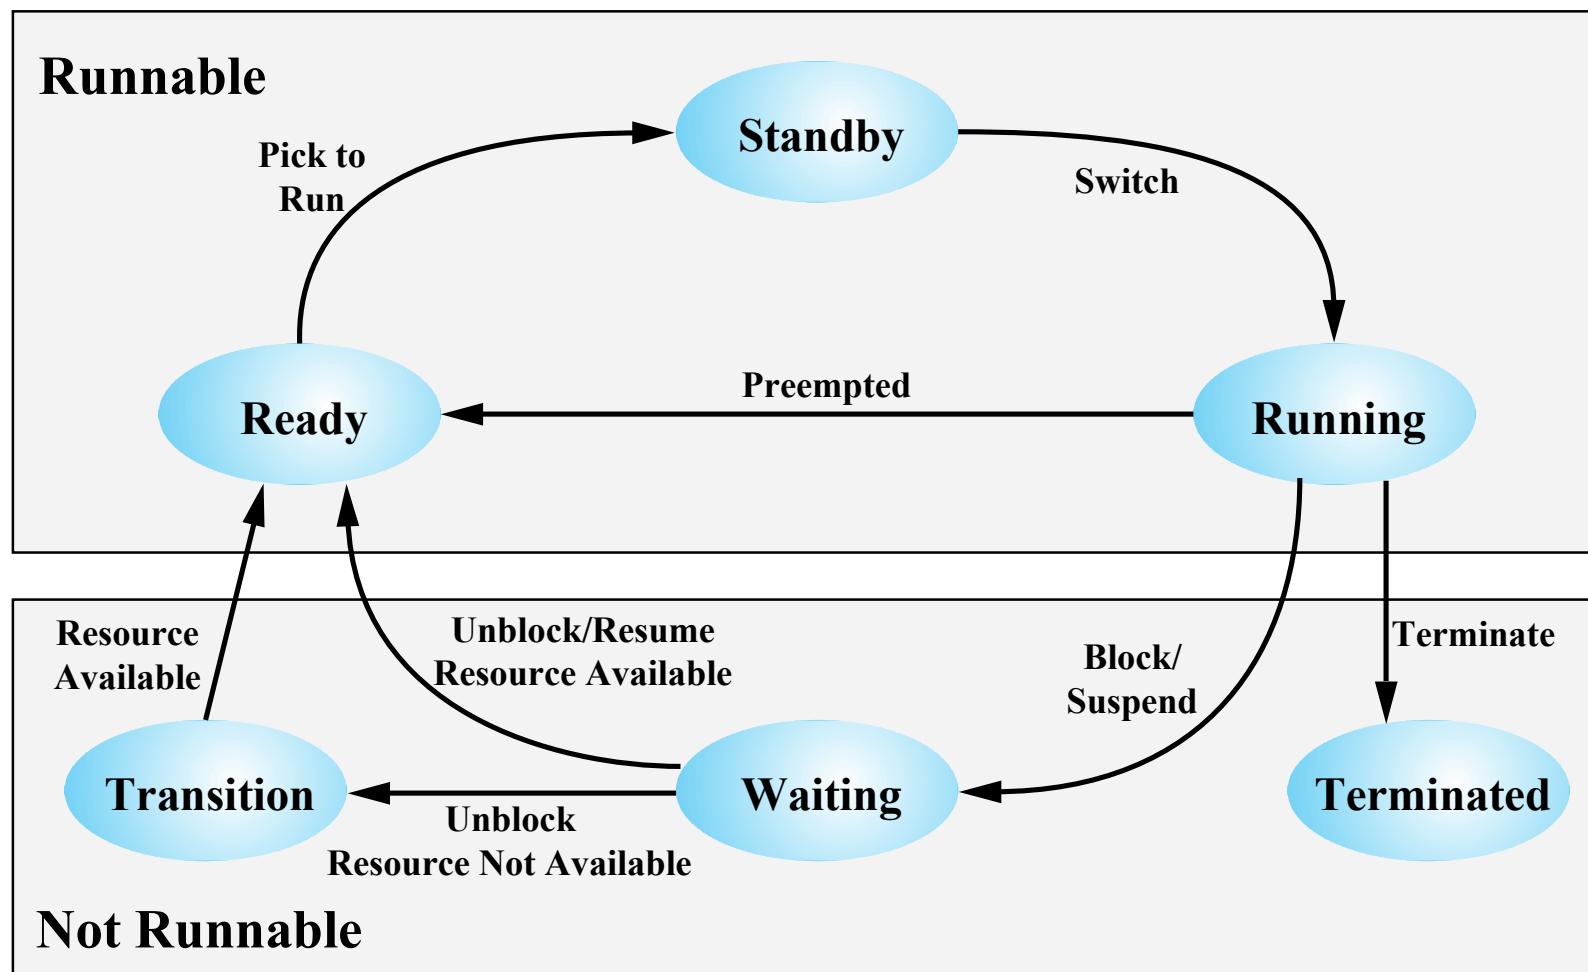 Runnable
Standby
Pick to
Run
Switch
Preempted
Ready
Running
Resource
Available
Unblock/Resume
Resource Available
Block/
Suspend
Terminate
Transition
Waiting
Terminated
Unblock
Resource Not Available
Not Runnable